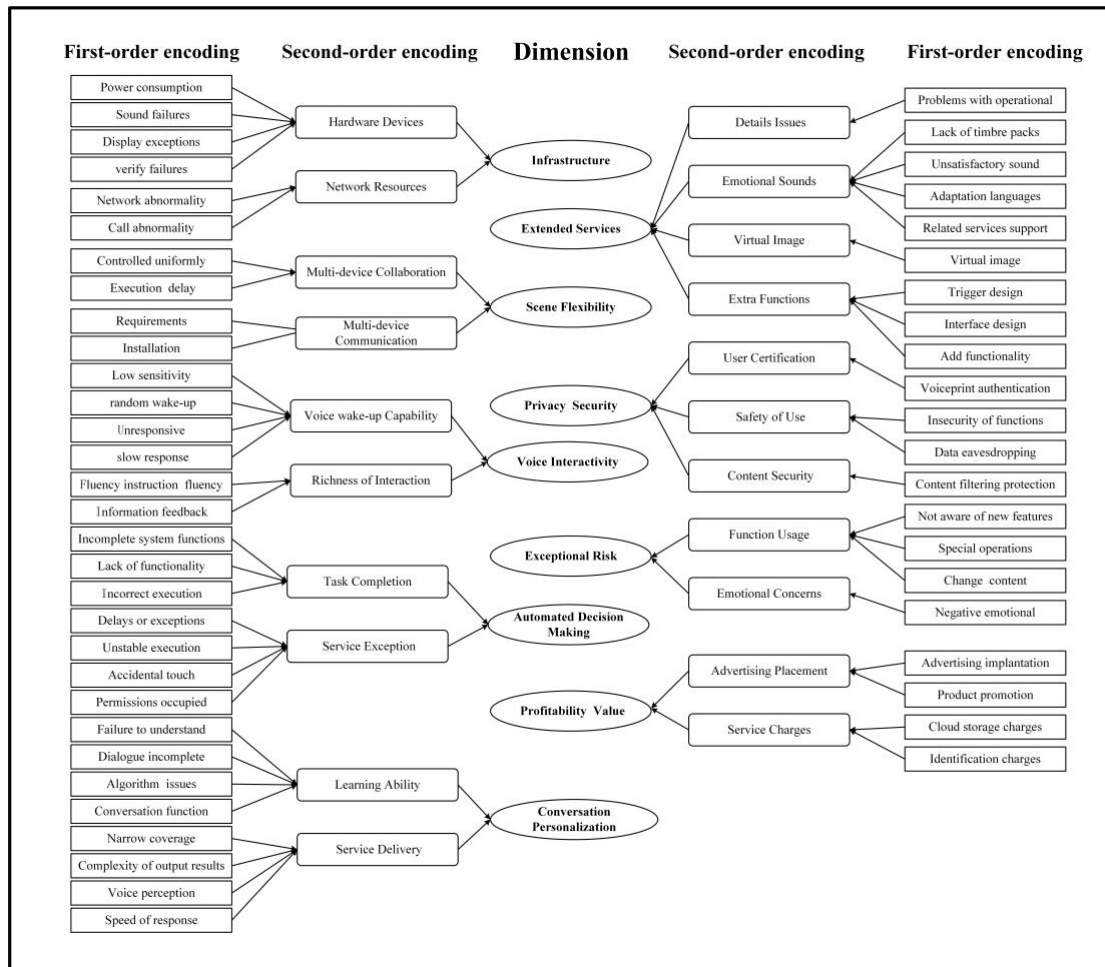 First-order encoding
Second-order encoding
Dimension
Second-order encoding
First-order encoding
Power consumption
Sound failures
Display exceptions
verify failures
Network abnormality
Call abnormality
Controlled uniformly
Execution delay
Requirements
Installation
Low sensitivity
random wake-up
Unresponsive
slow response
Fluency instruction fluency
Information feedback
Incomplete system functions
Lack of functionality
Incorrect execution
Delays or exceptions
Unstable execution
Accidental touch
Permissions occupied
Failure to understand
Dialogue incomplete
Algorithm issues
Conversation function
Narrow coverage
Complexity of output results
Voice perception
Speed of response
Hardware Devices
Network Resources
Multi-device Collaboration
Multi-device
Communication
Voice wake-up Capability
Richness of Interaction
Task Completion
Service Exception
Learning Ability
Service Delivery
Infrastructure
Extended Services
Scene Flexibility
Privacy Security
Voice Interactivity
Exceptional Risk
Automated Decision
Making
Profitability Value
Conversation
Personalization
Details Issues
Emotional Sounds
Virtual Image
Extra Functions
User Certification
Safety of Use
Content Security
Function Usage
Emotional Concerns
Advertising Placement
Service Charges
Problems with operational
Lack of timbre packs
Unsatisfactory sound
Adaptation languages
Related services support
Virtual image
Trigger design
Interface design
Add functionality
Voiceprint authentication
Insecurity of functions
Data eavesdropping
Content filtering protection
Not aware of new features
Special operations
Change content
Negative emotional
Advertising implantation
Product promotion
Cloud storage charges
Identification charges